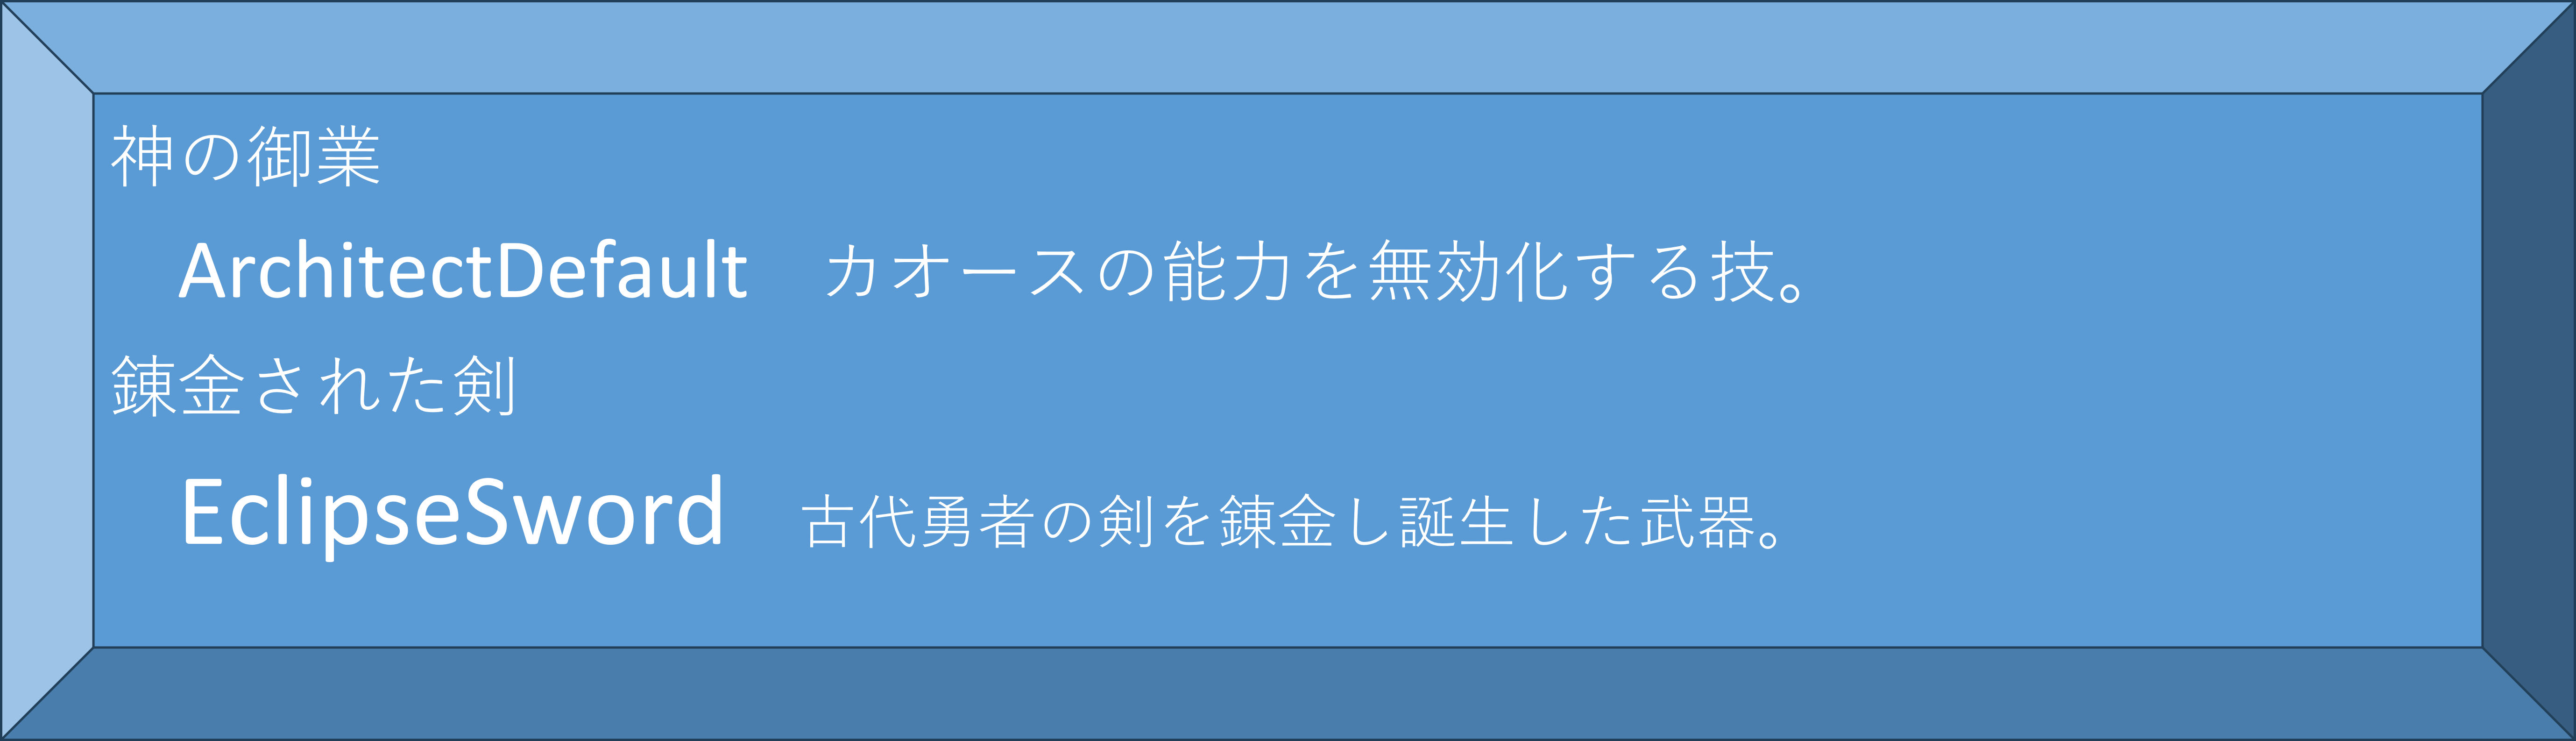 神の御業
ArchitectDefault　カオースの能力を無効化する技。
錬金された剣
EclipseSword　古代勇者の剣を錬金し誕生した武器。